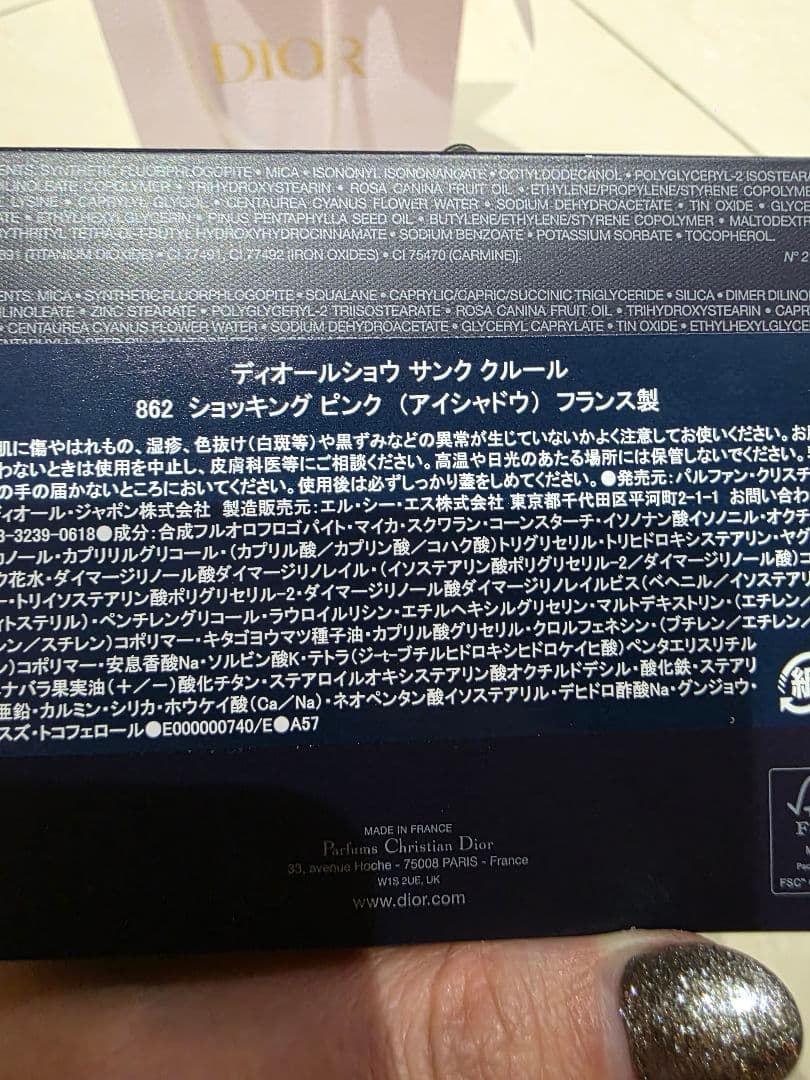 DIOR
ENTS: SYNTHETIC FLUORPHLOGOPITE • MICA • ISONONYL ISONONANOATE • OCTYLDODECANOL • POLYGLYCERYL-2 ISOSTEARA
DILINOLEATE COPOLYMER • TRIHYDROXYSTEARIN • ROSA CANINA FRUIT OIL • ETHYLENE/PROPYLENE/STYRENE COPOLYM
LYSINE • CAPRYLYL GLYCOL • CENTAUREA CYANUS FLOWER WATER • SODIUM DEHYDROACETATE • TIN OXIDE • GLYCE
ATE • ETHYLHEXYLGLYCERIN • PINUS PENTAPHYLLA SEED OIL • BUTYLENE/ETHYLENE/STYRENE COPOLYMER • MALTODEXT
YTHRITYL TETRA-DI-T-BUTYL HYDROXYHYDROCINNAMATE • SODIUM BENZOATE • POTASSIUM SORBATE • TOCOPHEROL.
891 (TITANIUM DIOXIDE) • CI 77491, CI 77492 (IRON OXIDES) • CI 75470 (CARMINE)]. N° 2
ENTS: MICA • SYNTHETIC FLUORPHLOGOPITE • SQUALANE • CAPRYLIC/CAPRIC/SUCCINIC TRIGLYCERIDE • SILICA • DIMER DILINO
LINOLEATE • ZINC STEARATE • POLYGLYCERYL-2 TRIISOSTEARATE • ROSA CANINA FRUIT OIL • TRIHYDROXYSTEARIN • CAPR
• CENTAUREA CYANUS FLOWER WATER • SODIUM DEHYDROACETATE • GLYCERYL CAPRYLATE • TIN OXIDE • ETHYLHEXYLGLYC
ディオールショウ サンク クルール
862 ショッキング ピンク （アイシャドウ） フランス製
肌に傷やはれもの、湿疹、色抜け(白斑等)や黒ずみなどの異常が生じていないかよく注意してお使いください。お
わないときは使用を中止し、皮膚科医等にご相談ください。高温や日光のあたる場所には保管しないでください。
の手の届かないところにおいてください。使用後は必ずしっかり蓋をしめてください。●発売元:パルファン・クリステ
ディオール・ジャポン株式会社 製造販売元:エル・シー・エス株式会社 東京都千代田区平河町2-1-1 お問い合わ
3-3239-0618●成分:合成フルオロフロゴパイト・マイカ・スクワラン・コーンスターチ・イソノナン酸イソノニル・オクチ
カノール・カプリリルグリコール・(カプリル酸／カプリン酸／コハク酸)トリグリセリル・トリヒドロキシステアリン・ヤグ
ク花水・ダイマージリノール酸ダイマージリノレイル・(イソステアリン酸ポリグリセリル-2／ダイマージリノール酸)コ
ー・トリイソステアリン酸ポリグリセリル-2・ダイマージリノール酸ダイマージリノレイルビス(ベヘニル／イソステア
ィトステリル)・ペンチレングリコール・ラウロイルリシン・エチルヘキシルグリセリン・マルトデキストリン・(エチレン／
レン／スチレン)コポリマー・キタゴヨウマツ種子油・カプリル酸グリセリル・クロルフェネシン・(ブチレン／エチレン／
ン)コポリマー・安息香酸Na・ソルビン酸K・テトラ(ジ-t-ブチルヒドロキシヒドロケイヒ酸)ペンタエリスリチル
ナバラ果実油(＋／－)酸化チタン・ステアロイルオキシステアリン酸オクチルドデシル・酸化鉄・ステアリ
亜鉛・カルミン・シリカ・ホウケイ酸(Ca／Na)・ネオペンタン酸イソステアリル・デヒドロ酢酸Na・グンジョウ・
スズ・トコフェロール●E000000740/E●A57
紙
MADE IN FRANCE
Parfums Christian Dior
33, avenue Hoche - 75008 PARIS - France
W1S 2UE, UK
www.dior.com
FSC